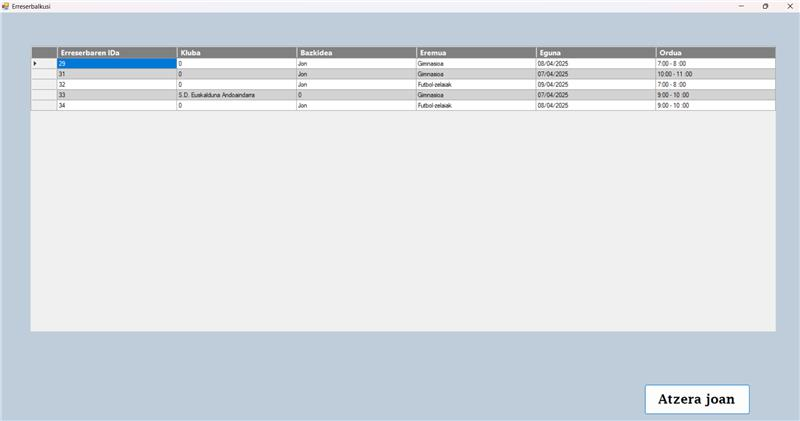 ErreserbaIkusi
Erreserbaren IDa Kluba Bazkidea Eremua Eguna Ordua
29 0 Jon Gimnasioa 08/04/2025 7:00 - 8 :00
31 0 Jon Gimnasioa 07/04/2025 10:00 - 11 :00
32 0 Jon Futbol-zelaiak 09/04/2025 7:00 - 8 :00
33 S.D. Euskalduna Andoaindarra 0 Gimnasioa 07/04/2025 9:00 - 10 :00
34 0 Jon Futbol-zelaiak 08/04/2025 9:00 - 10 :00
Atzera joan